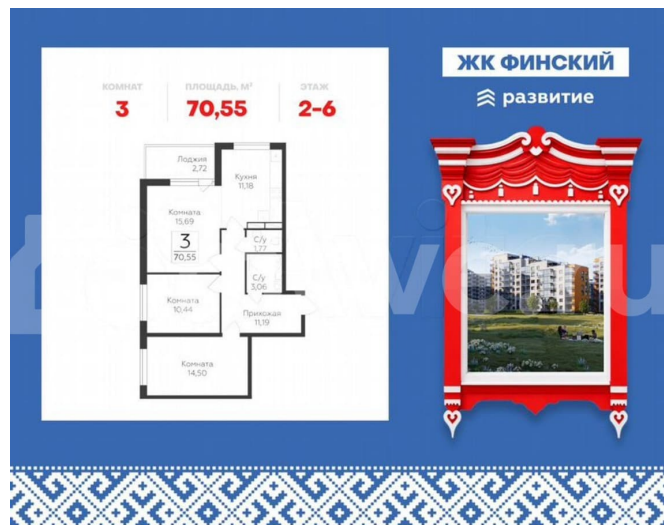 КОМНАТ
3
ПЛОЩАДЬ, М²
70,55
ЭТАЖ
2-6
ЖК ФИНСКИЙ
развитие
Лоджия
2,72
Кухня
11,18
Комната
15,69
3
70,55
С/у
1,77
С/у
3,06
Комната
10,44
Прихожая
11,19
Комната
14,50